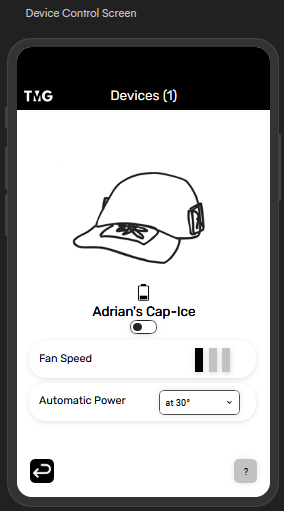 Device Control Screen
TMG
Devices (1)
Adrian's Cap-Ice
Fan Speed
Automatic Power
at 30°
?